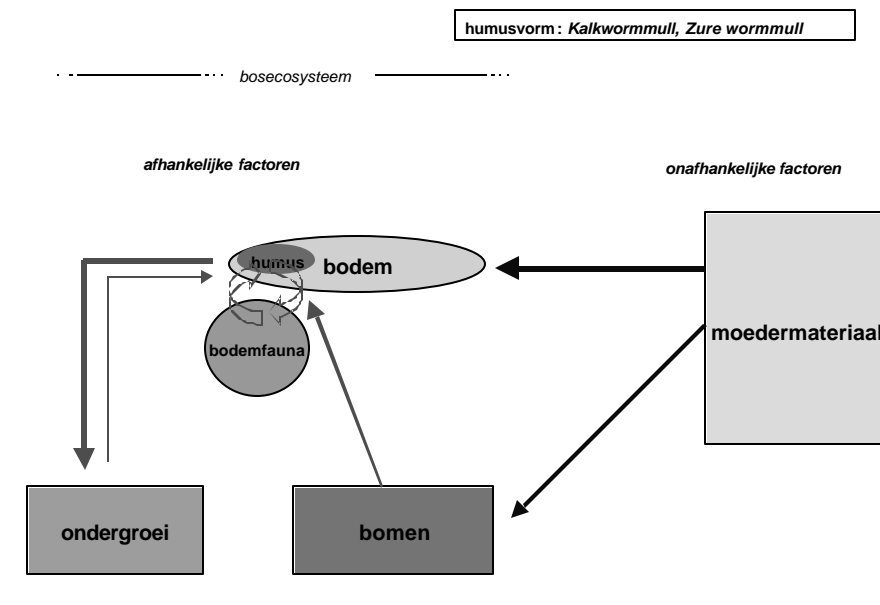 humusvorm : Kalkwormmull, Zure wormmull
bosecosysteem
afhankelijke factoren
onafhankelijke factoren
humus
bodem
bodemfauna
moedermateriaal
ondergroei
bomen